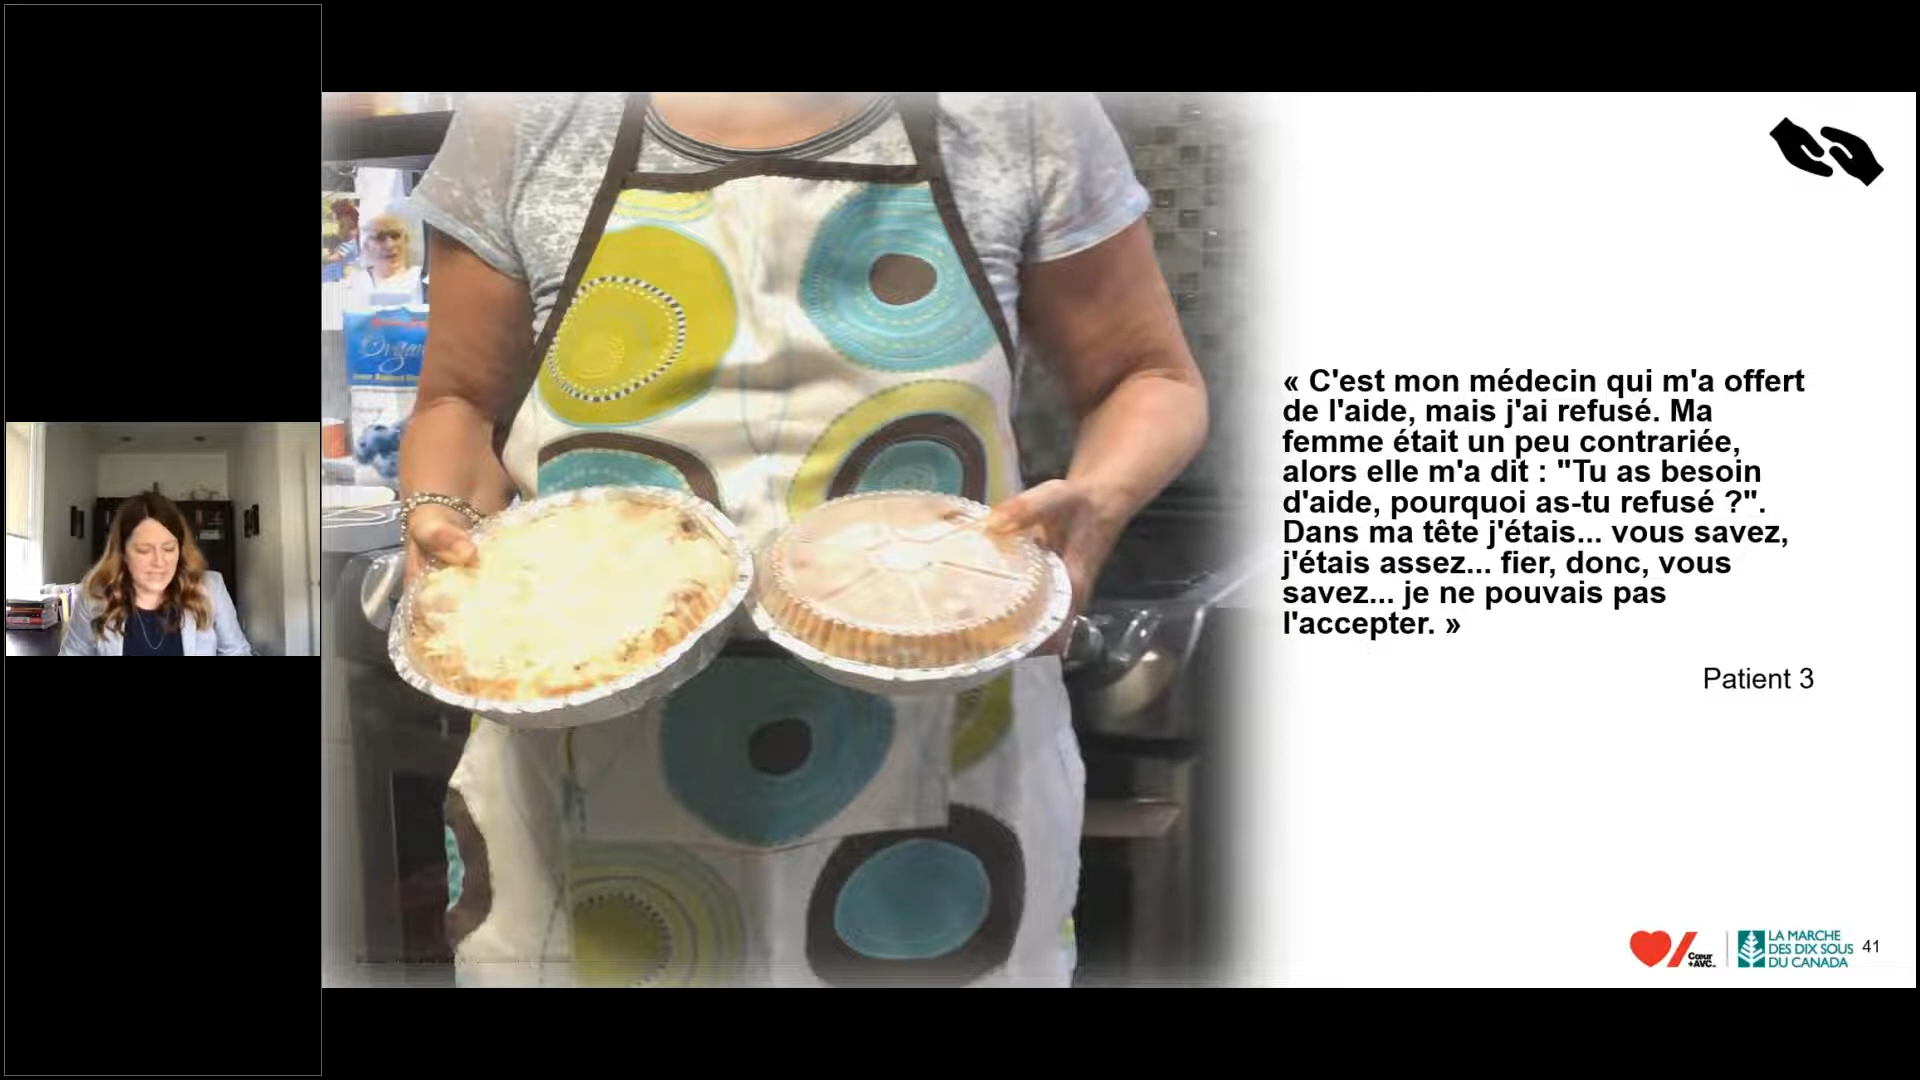 « C'est mon médecin qui m'a offert
de l'aide, mais j'ai refusé. Ma
femme était un peu contrariée,
alors elle m'a dit : "Tu as besoin
d'aide, pourquoi as-tu refusé ?".
Dans ma tête j'étais... vous savez,
j'étais assez... fier, donc, vous
savez... je ne pouvais pas
l'accepter. »
Patient 3
Cœur
+AVC
LA MARCHE
DES DIX SOUS
DU CANADA
41